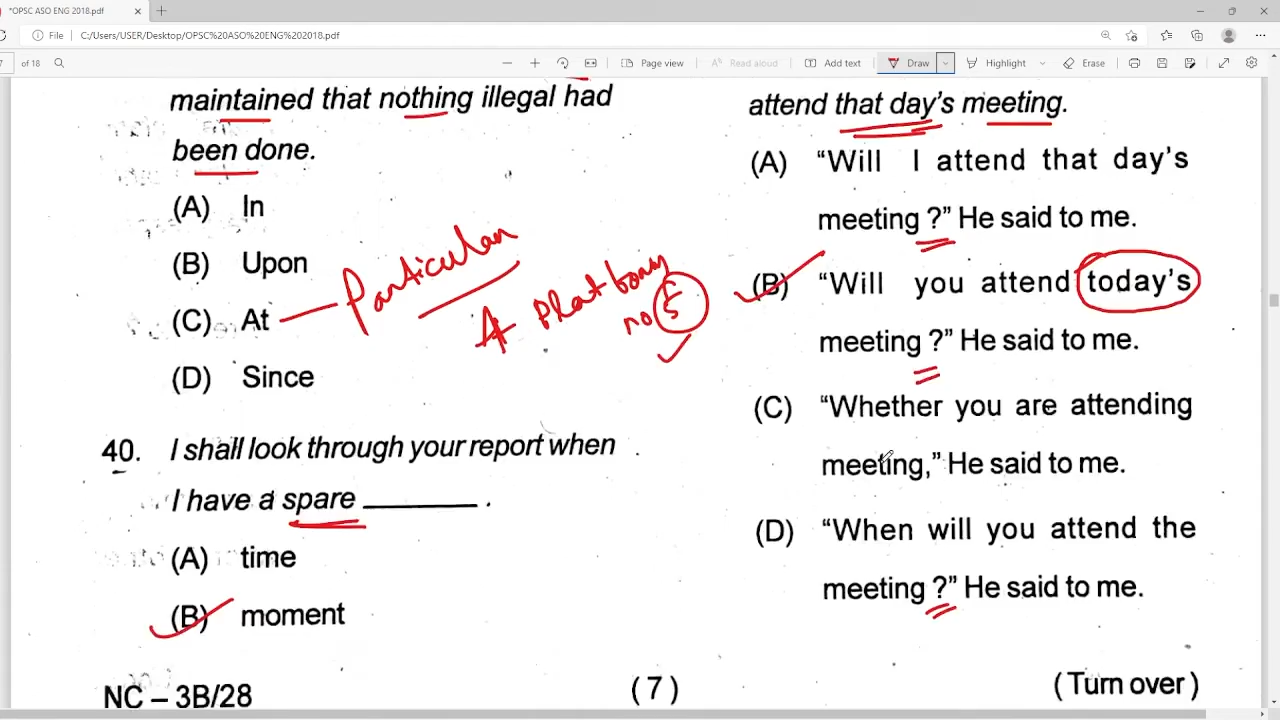 *OPSC ASO ENG 2018.pdf
File
C:/Users/USER/Desktop/OPSC%20ASO%20ENG%202018.pdf
7 of 18
Page view
Read aloud
Add text
Draw
Highlight
Erase
maintained that nothing illegal had
been done.
(A) In
(B) Upon
(C) At
(D) Since
Particular
no 5
40. I shall look through your report when
I have a spare ________ .
(A) time
(B) moment
NC – 3B/28
(7)
attend that day's meeting.
(A) “Will I attend that day's
meeting ?” He said to me.
(B) “Will you attend today's
meeting ?” He said to me.
(C) “Whether you are attending
meeting,” He said to me.
(D) “When will you attend the
meeting ?” He said to me.
(Turn over)